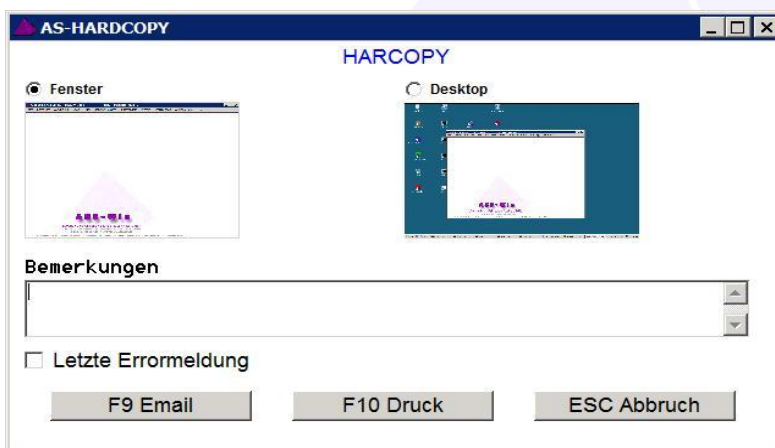 AS-HARDCOPY
HARCOPY
Fenster
Desktop
Bemerkungen
Letzte Errormeldung
F9 Email
F10 Druck
ESC Abbruch